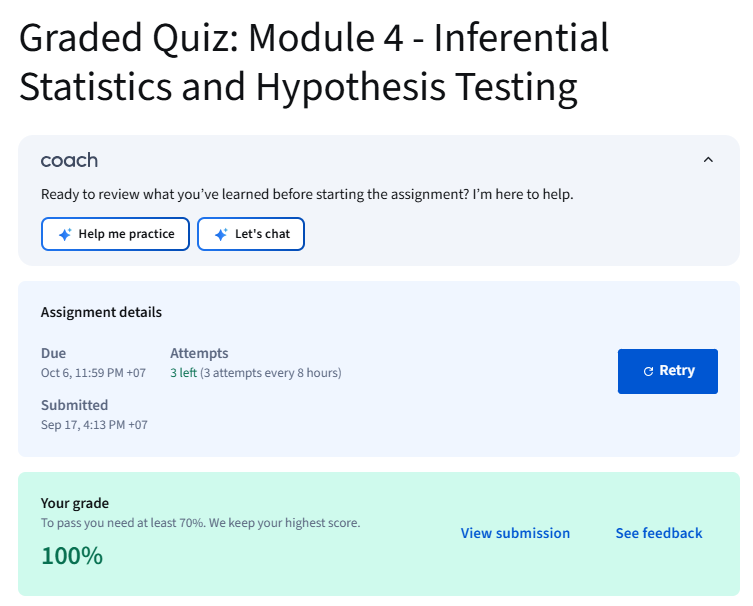 Graded Quiz: Module 4 - Inferential
Statistics and Hypothesis Testing
coach
Ready to review what you’ve learned before starting the assignment? I’m here to help.
Help me practice
Let's chat
Assignment details
Due
Attempts
Oct 6, 11:59 PM +07
3 left (3 attempts every 8 hours)
Retry
Submitted
Sep 17, 4:13 PM +07
Your grade
To pass you need at least 70%. We keep your highest score.
View submission
See feedback
100%